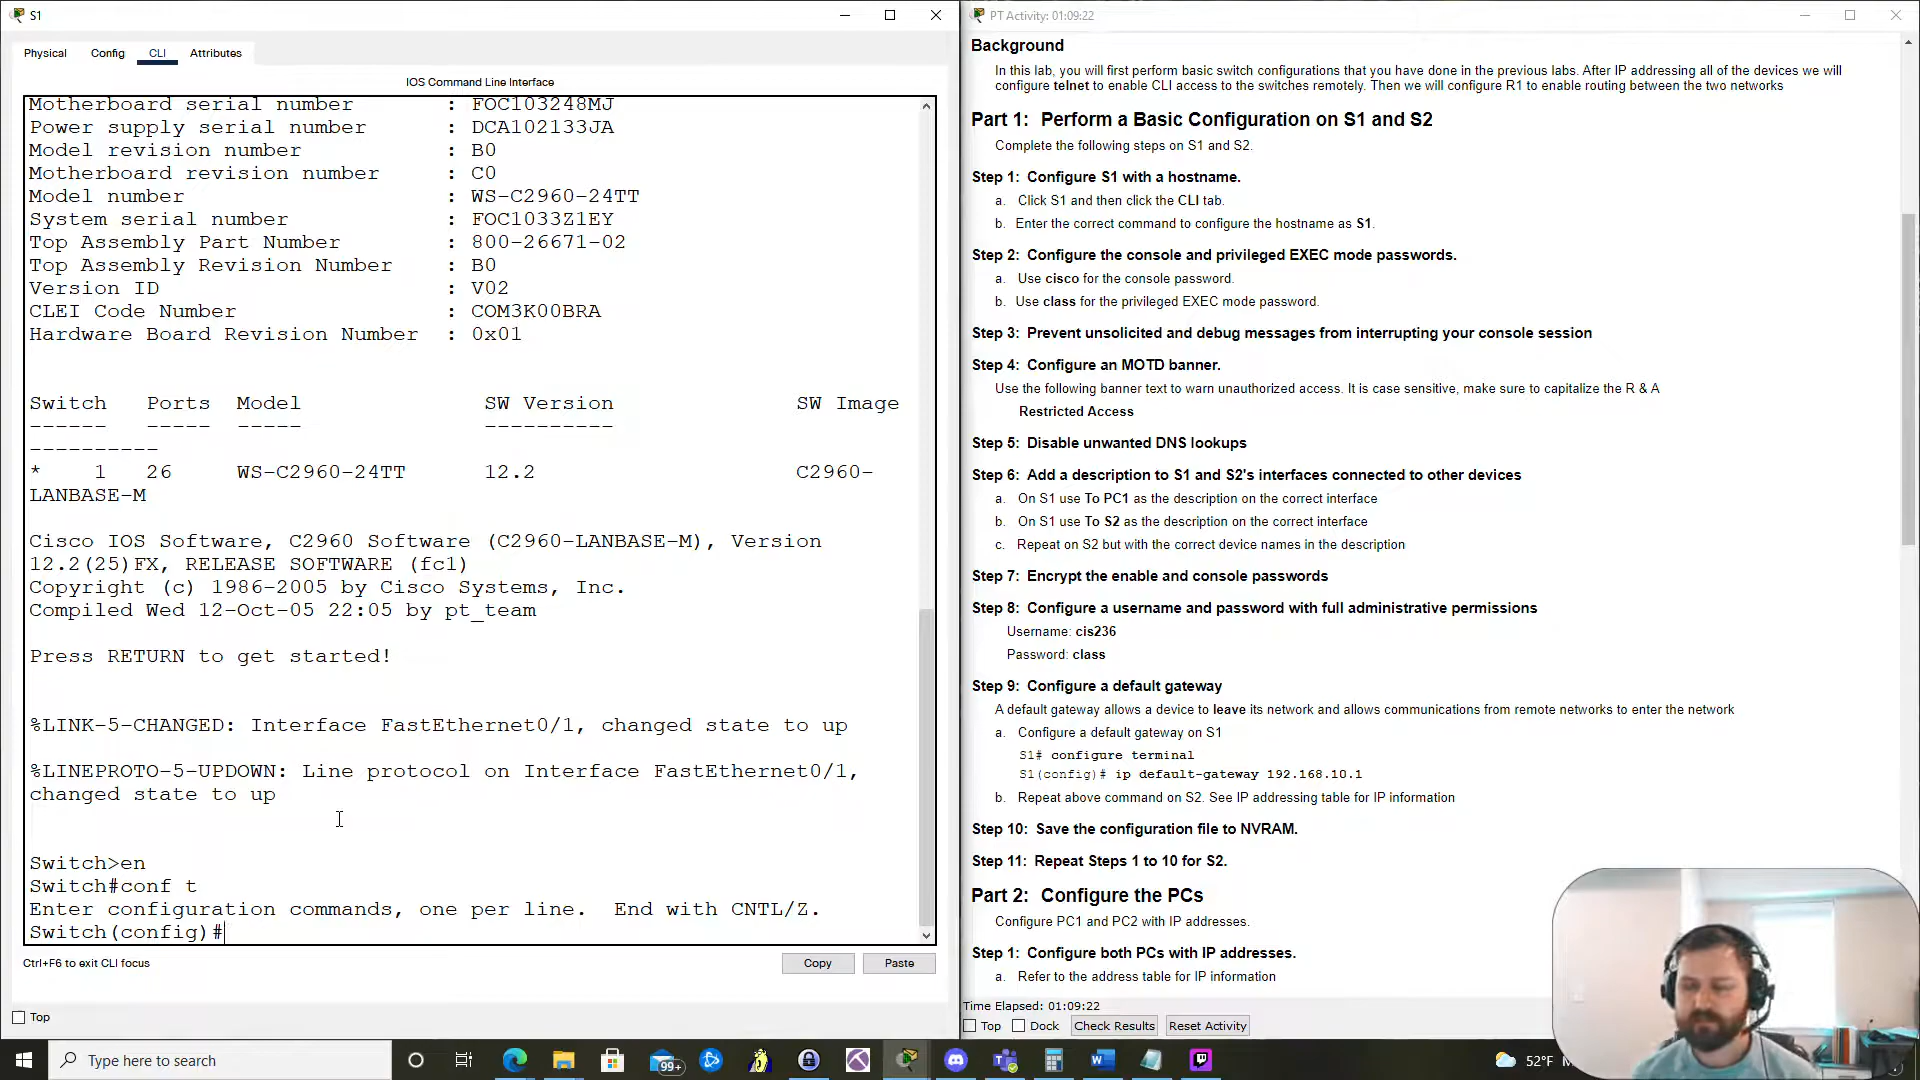 S1
Physical
Config
CLI
Attributes
IOS Command Line Interface
Motherboard serial number : FOC103248MJ
Power supply serial number : DCA102133JA
Model revision number : B0
Motherboard revision number : C0
Model number : WS-C2960-24TT
System serial number : FOC1033Z1EY
Top Assembly Part Number : 800-26671-02
Top Assembly Revision Number : B0
Version ID : V02
CLEI Code Number : COM3K00BRA
Hardware Board Revision Number : 0x01
Switch Ports Model SW Version SW Image
------ ----- ----- ---------- 
----------
* 1 26 WS-C2960-24TT 12.2 C2960-
LANBASE-M
Cisco IOS Software, C2960 Software (C2960-LANBASE-M), Version
12.2(25)FX, RELEASE SOFTWARE (fc1)
Copyright (c) 1986-2005 by Cisco Systems, Inc.
Compiled Wed 12-Oct-05 22:05 by pt_team
Press RETURN to get started!
%LINK-5-CHANGED: Interface FastEthernet0/1, changed state to up
%LINEPROTO-5-UPDOWN: Line protocol on Interface FastEthernet0/1,
changed state to up
Switch>en
Switch#conf t
Enter configuration commands, one per line.  End with CNTL/Z.
Switch(config)#
Ctrl+F6 to exit CLI focus
Copy
Paste
Top
PT Activity: 01:09:22
Background
In this lab, you will first perform basic switch configurations that you have done in the previous labs. After IP addressing all of the devices we will
configure telnet to enable CLI access to the switches remotely. Then we will configure R1 to enable routing between the two networks
Part 1: Perform a Basic Configuration on S1 and S2
Complete the following steps on S1 and S2.
Step 1: Configure S1 with a hostname.
a. Click S1 and then click the CLI tab.
b. Enter the correct command to configure the hostname as S1.
Step 2: Configure the console and privileged EXEC mode passwords.
a. Use cisco for the console password.
b. Use class for the privileged EXEC mode password.
Step 3: Prevent unsolicited and debug messages from interrupting your console session
Step 4: Configure an MOTD banner.
Use the following banner text to warn unauthorized access. It is case sensitive, make sure to capitalize the R & A
Restricted Access
Step 5: Disable unwanted DNS lookups
Step 6: Add a description to S1 and S2's interfaces connected to other devices
a. On S1 use To PC1 as the description on the correct interface
b. On S1 use To S2 as the description on the correct interface
c. Repeat on S2 but with the correct device names in the description
Step 7: Encrypt the enable and console passwords
Step 8: Configure a username and password with full administrative permissions
Username: cis236
Password: class
Step 9: Configure a default gateway
A default gateway allows a device to leave its network and allows communications from remote networks to enter the network
a. Configure a default gateway on S1
S1# configure terminal
S1(config)# ip default-gateway 192.168.10.1
b. Repeat above command on S2. See IP addressing table for IP information
Step 10: Save the configuration file to NVRAM.
Step 11: Repeat Steps 1 to 10 for S2.
Part 2: Configure the PCs
Configure PC1 and PC2 with IP addresses.
Step 1: Configure both PCs with IP addresses.
a. Refer to the address table for IP information
Time Elapsed: 01:09:22
Top
Dock
Check Results
Reset Activity
Type here to search
99+
52°F